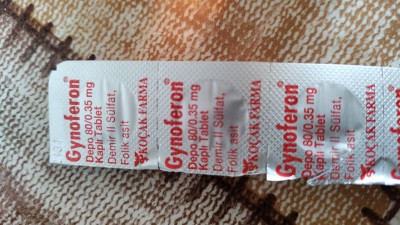 Gynoferon®
Depo 80/0.35 mg
Kaplı Tablet
Demir II Sülfat,
Folik asit
KOÇAK FARMA
Gynoferon®
Depo 80/0.35 mg
Kaplı Tablet
Demir II Sülfat,
Folik asit
KOÇAK FARMA
Gynoferon®
Depo 80/0.35 mg
Kaplı Tablet
Demir II Sülfat,
Folik asit